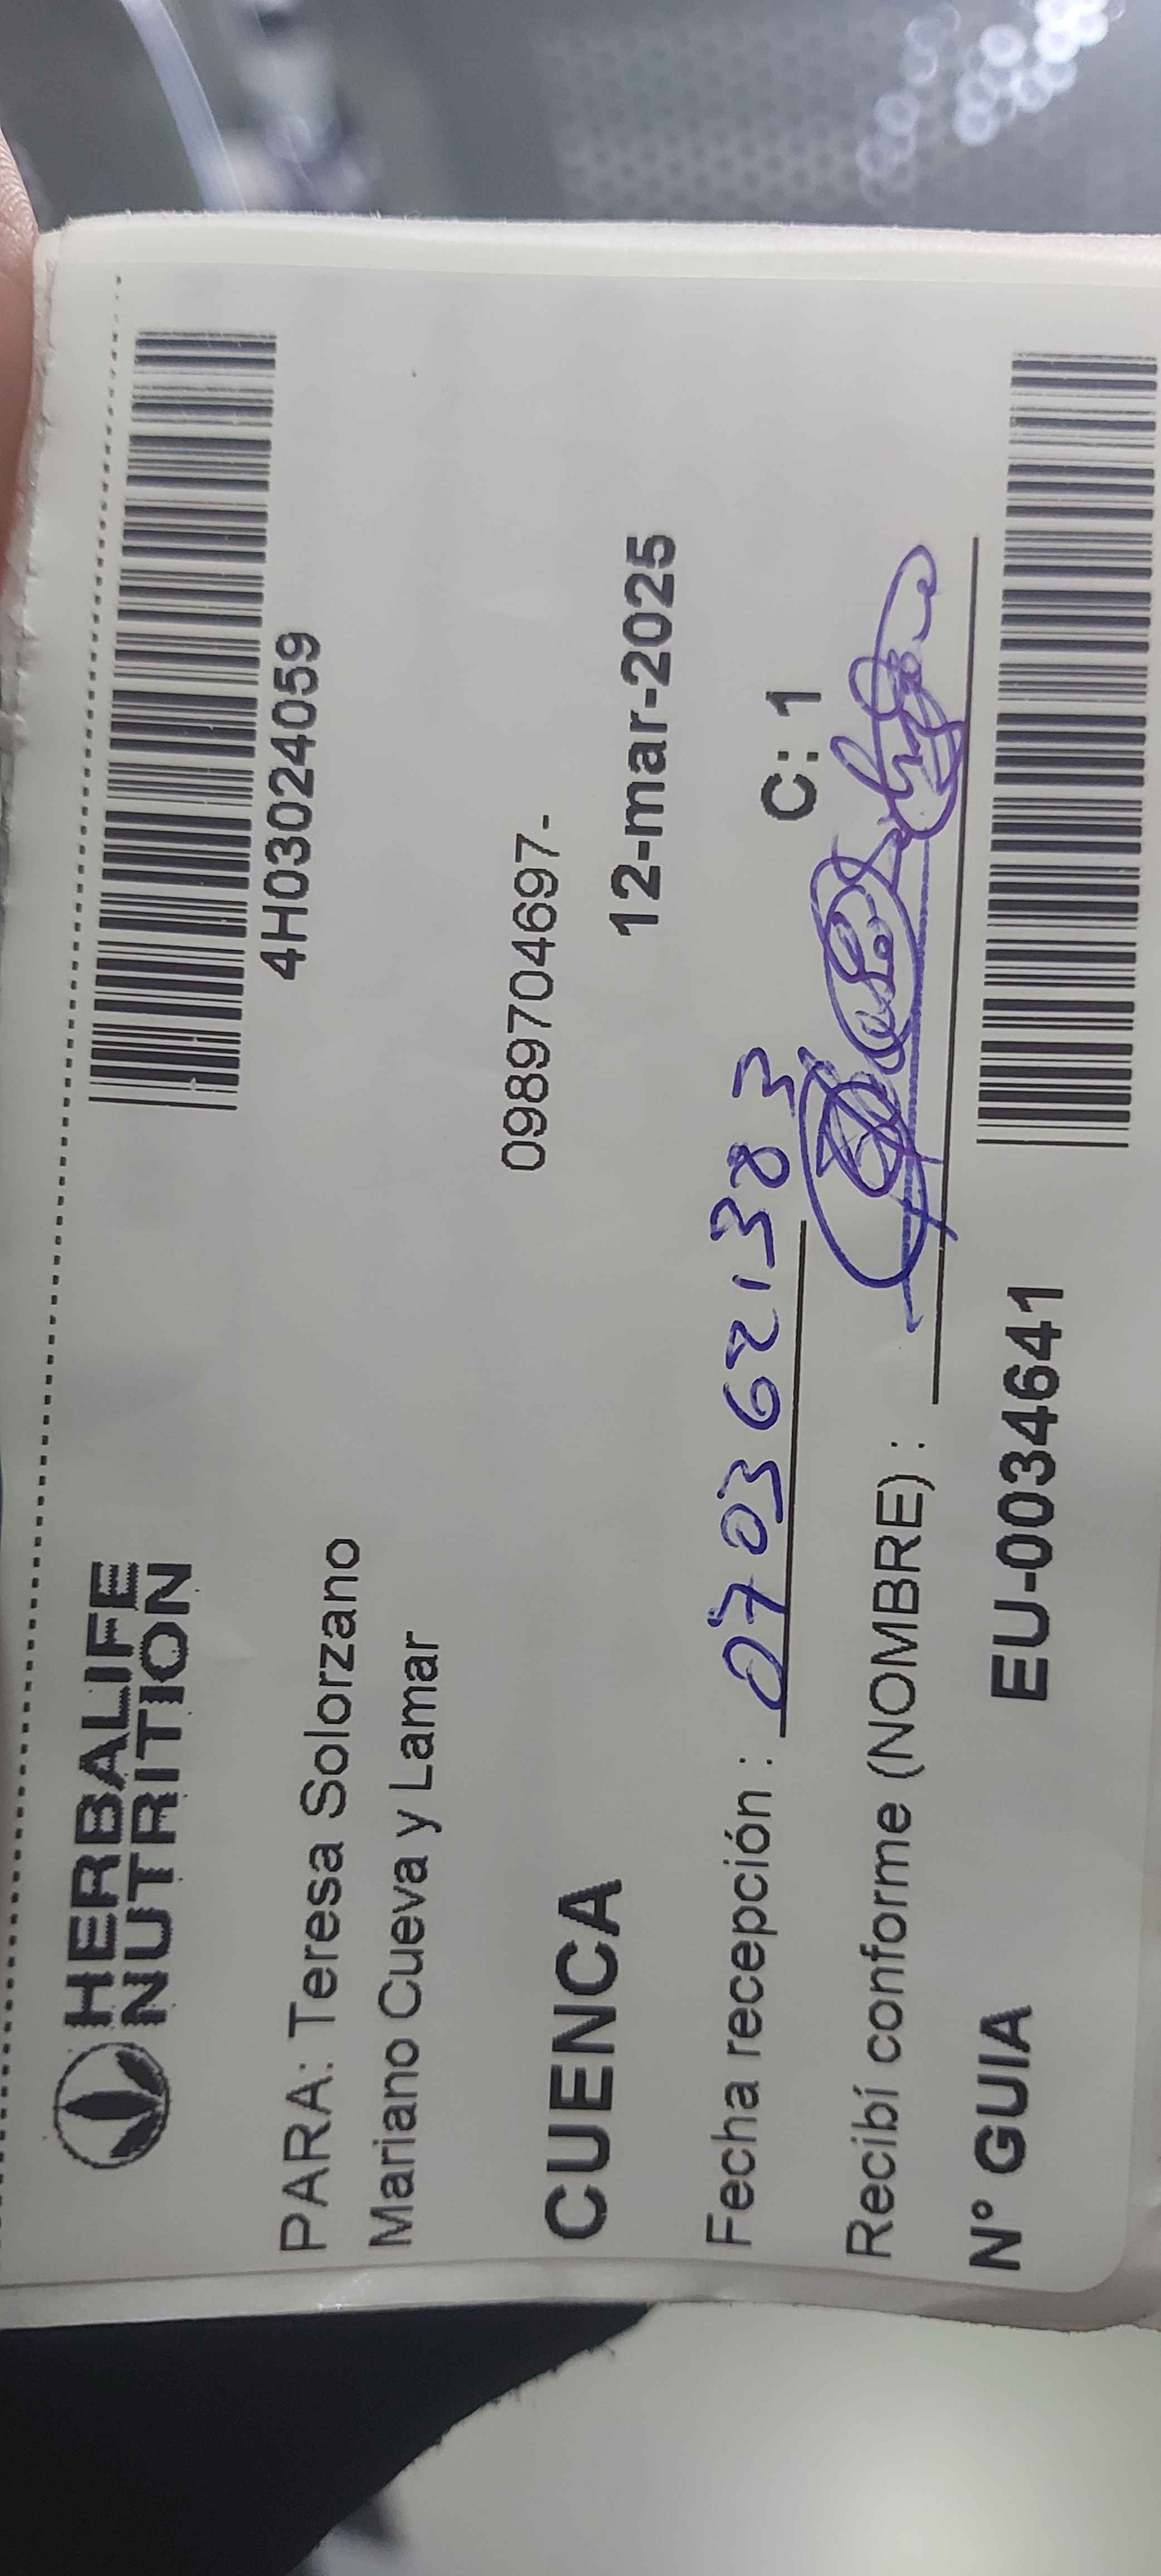 HERBALIFE
NUTRITION
4H03024059
PARA: Teresa Solorzano
Mariano Cueva y Lamar
0989704697-
CUENCA
12-mar-2025
Fecha recepción : 0703621383
C: 1
Recibí conforme (NOMBRE) :
N° GUIA EU-0034641